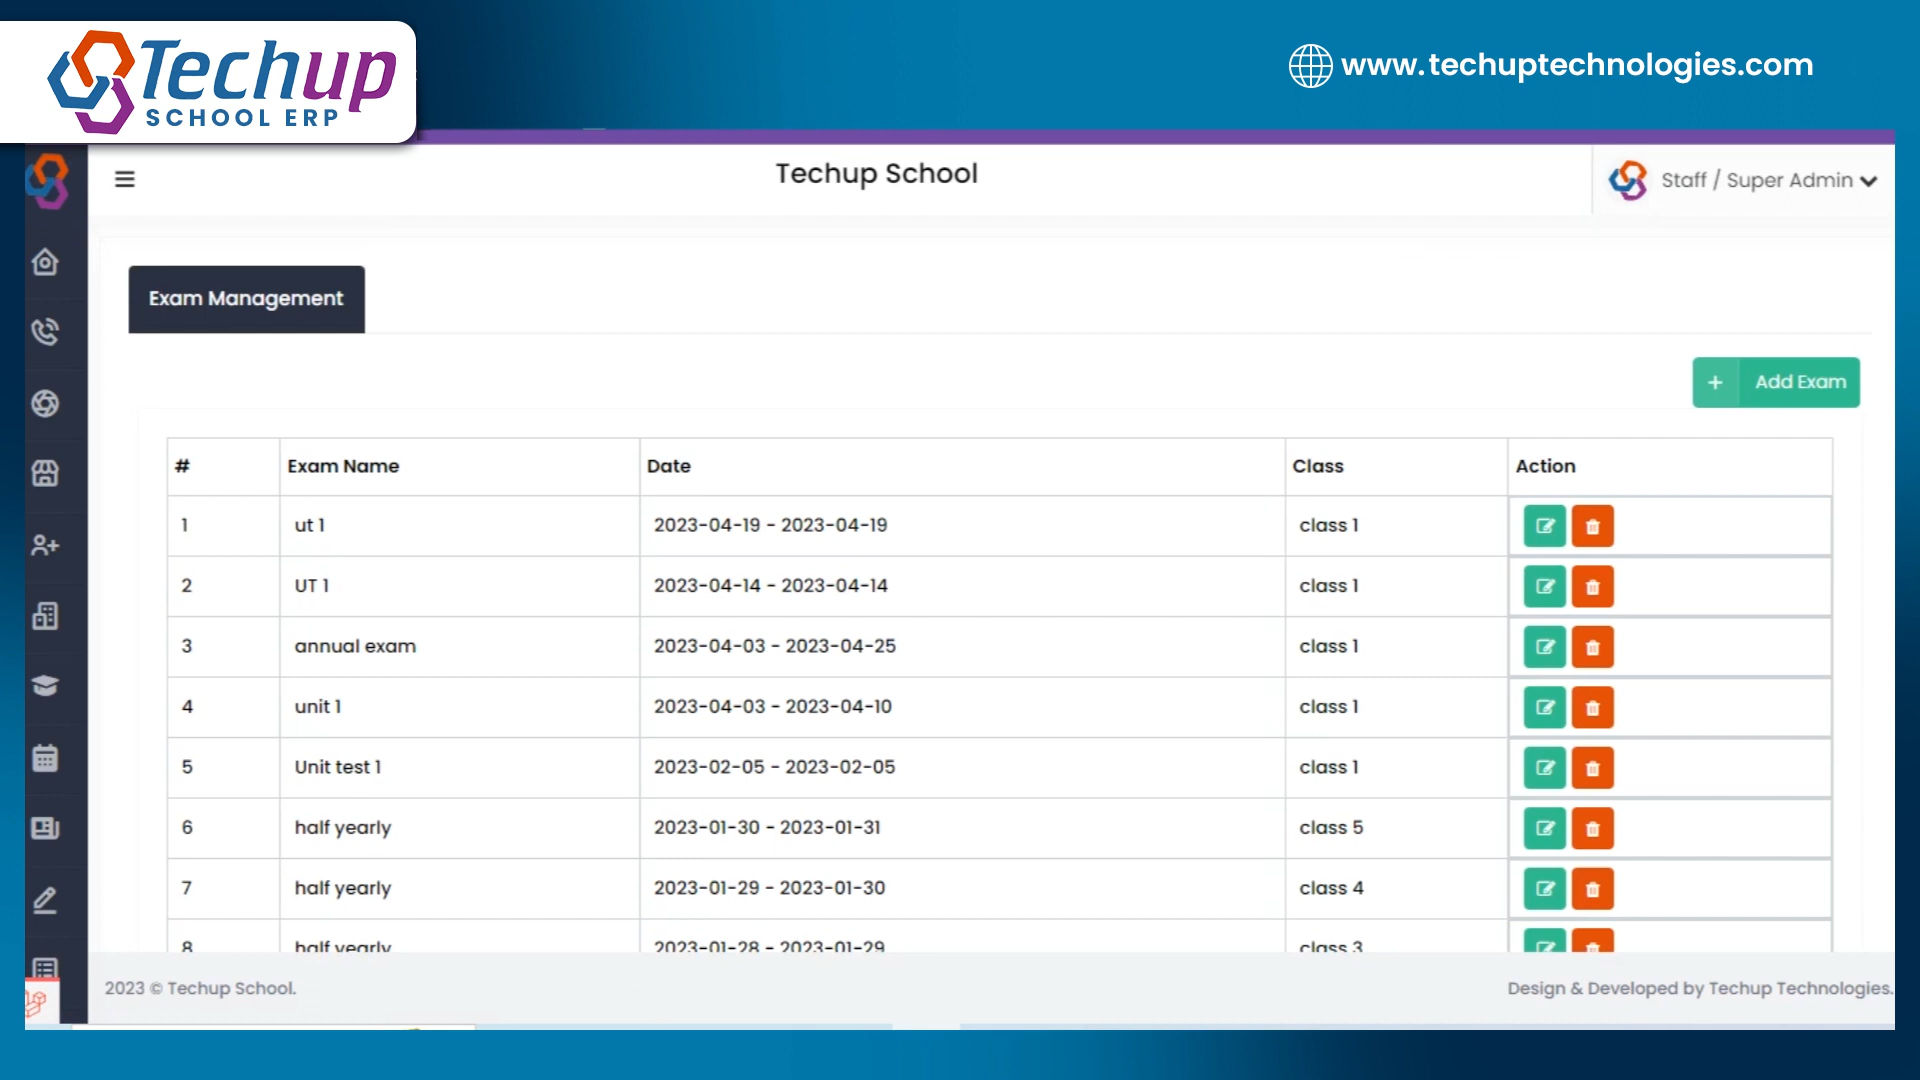 Techup
SCHOOL ERP
www.techuptechnologies.com
Techup School
Staff / Super Admin
Exam Management
+ Add Exam
# Exam Name Date Class Action
1 ut 1 2023-04-19 - 2023-04-19 class 1
2 UT 1 2023-04-14 - 2023-04-14 class 1
3 annual exam 2023-04-03 - 2023-04-25 class 1
4 unit 1 2023-04-03 - 2023-04-10 class 1
5 Unit test 1 2023-02-05 - 2023-02-05 class 1
6 half yearly 2023-01-30 - 2023-01-31 class 5
7 half yearly 2023-01-29 - 2023-01-30 class 4
8 half yearly 2023-01-28 - 2023-01-29 class 3
2023 © Techup School.
Design & Developed by Techup Technologies.